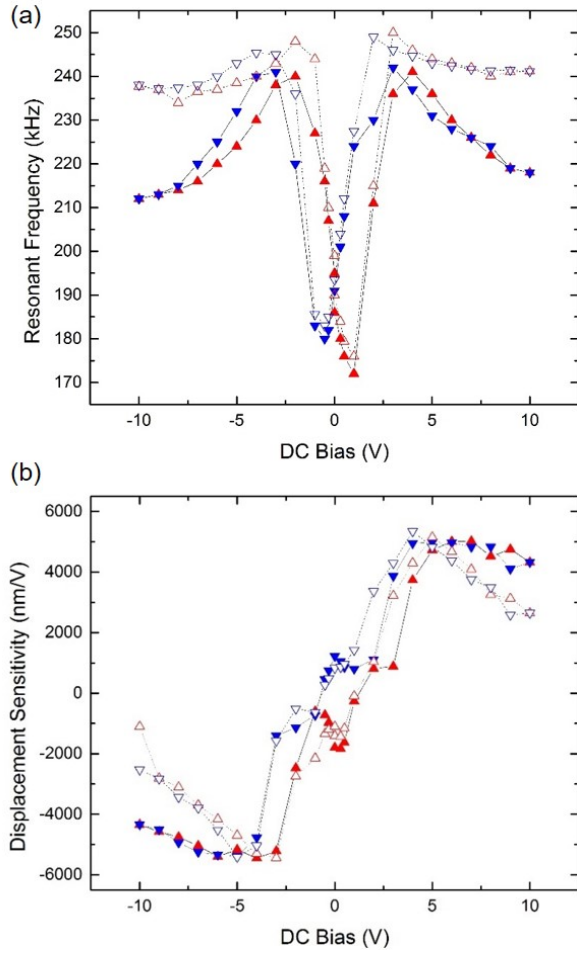 (a)
250
240
230
220
210
200
190
180
170
Resonant Frequency (kHz)
-10 -5 0 5 10
DC Bias (V)
(b)
6000
4000
2000
0
-2000
-4000
-6000
Displacement Sensitivity (nm/V)
-10 -5 0 5 10
DC Bias (V)